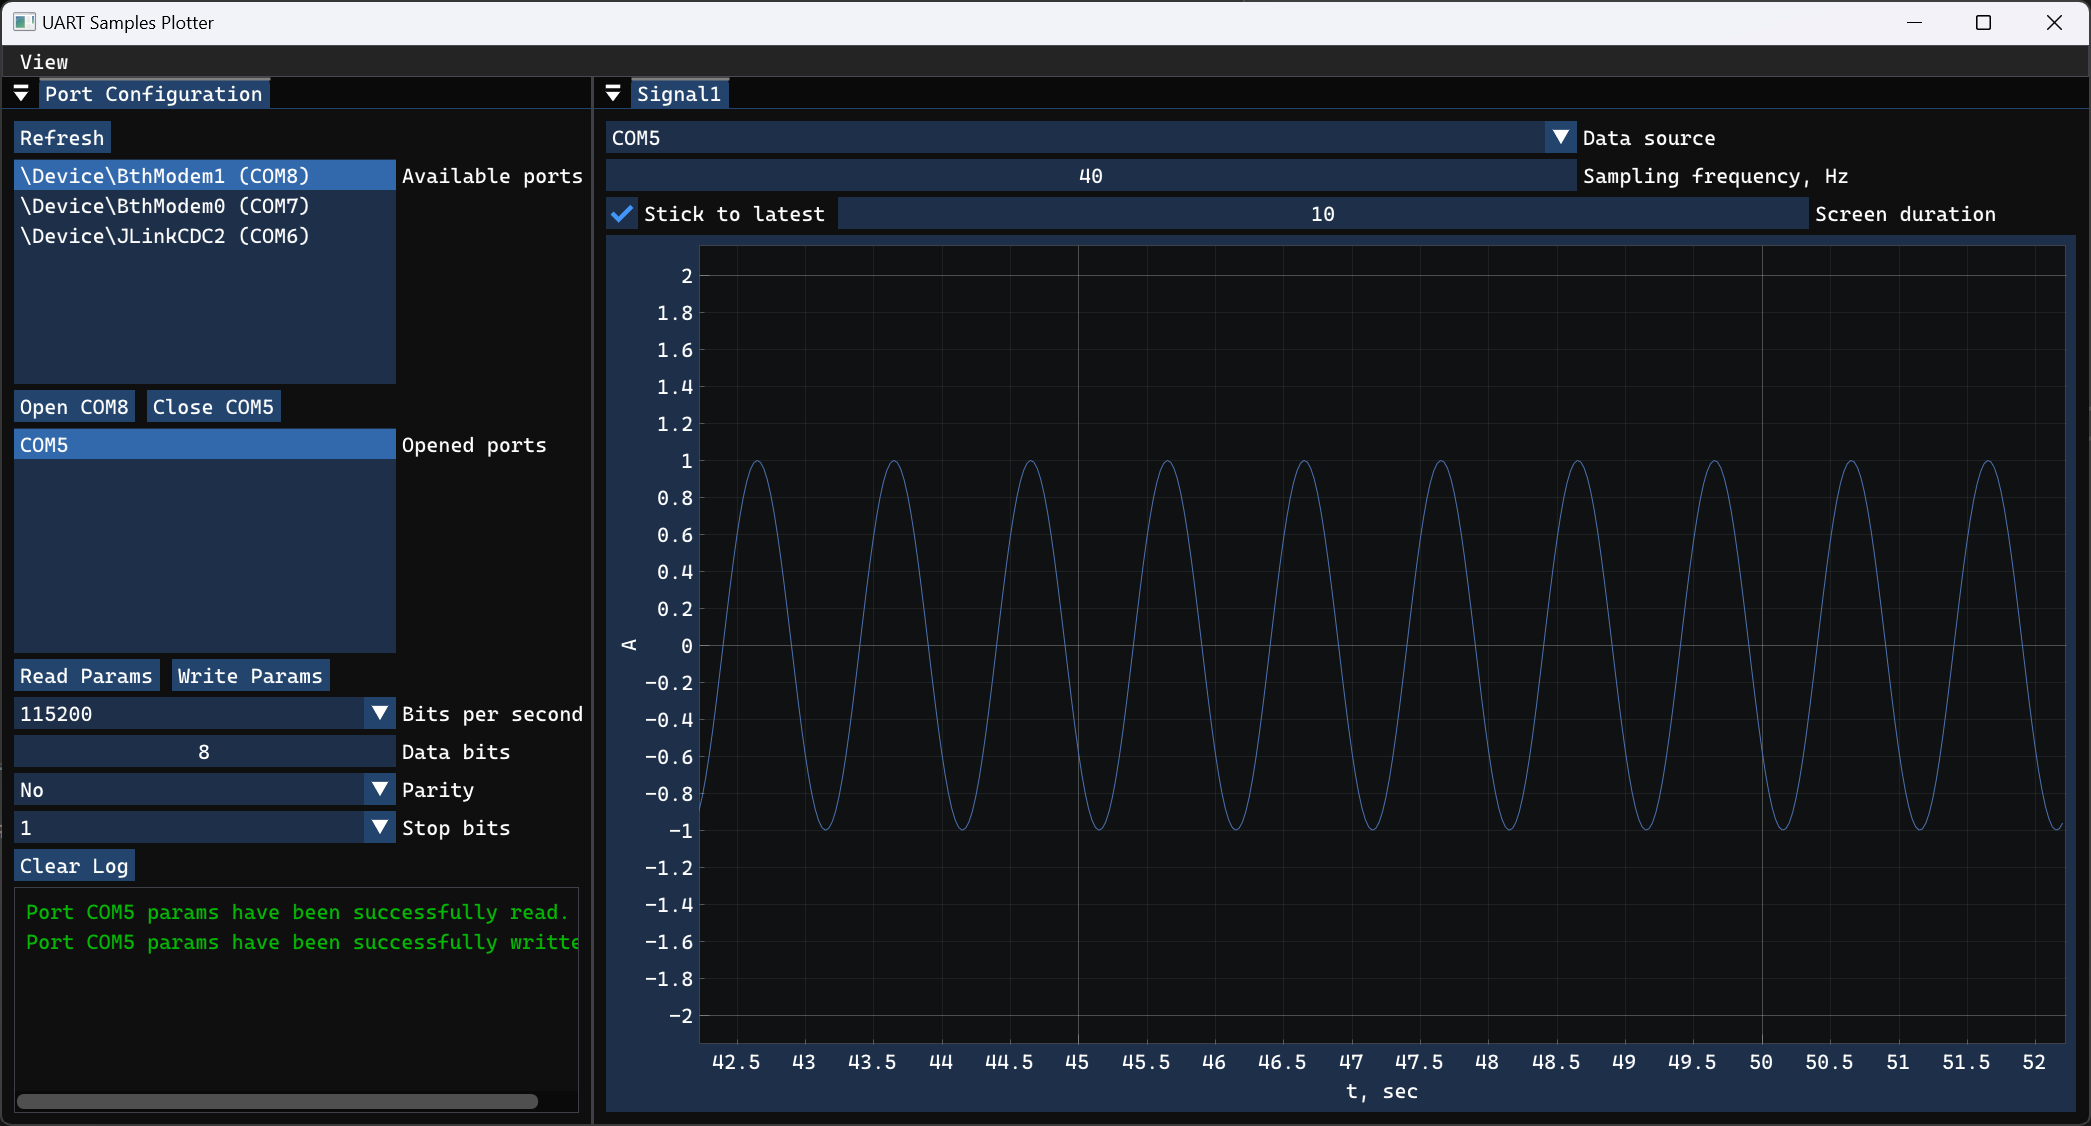 UART Samples Plotter
View
Port Configuration
Refresh
\Device\BthModem1 (COM8)
Available ports
\Device\BthModem0 (COM7)
\Device\JLinkCDC2 (COM6)
Open COM8 Close COM5
COM5
Opened ports
Read Params Write Params
115200
Bits per second
8
Data bits
No
Parity
1
Stop bits
Clear Log
Port COM5 params have been successfully read.
Port COM5 params have been successfully writte
Signal1
COM5
Data source
40
Sampling frequency, Hz
Stick to latest
10
Screen duration
2
1.8
1.6
1.4
1.2
1
0.8
0.6
0.4
0.2
0
-0.2
-0.4
-0.6
-0.8
-1
-1.2
-1.4
-1.6
-1.8
-2
A
42.5 43 43.5 44 44.5 45 45.5 46 46.5 47 47.5 48 48.5 49 49.5 50 50.5 51 51.5 52
t, sec